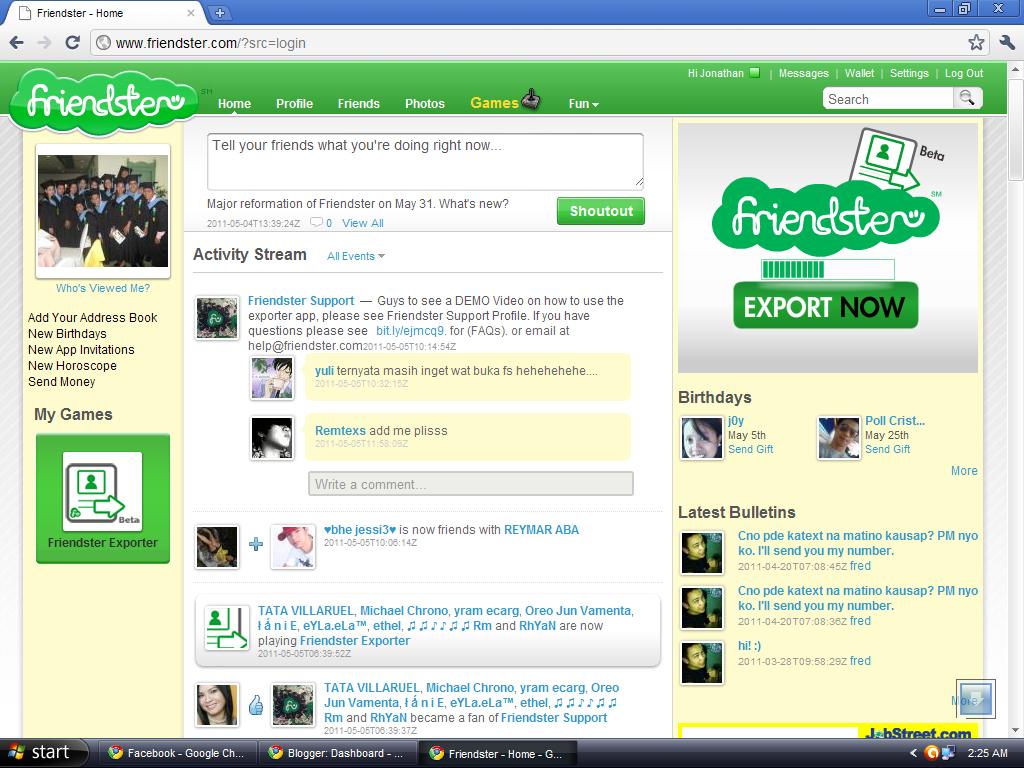 Friendster - Home
www.friendster.com/?src=login
Hi Jonathan | Messages | Wallet | Settings | Log Out
friendster SM
Home Profile Friends Photos Games Fun
Search
Tell your friends what you're doing right now...
Major reformation of Friendster on May 31. What's new?
2011-05-04T13:39:24Z 0 View All
Shoutout
Who's Viewed Me?
Add Your Address Book
New Birthdays
New App Invitations
New Horoscope
Send Money
My Games
Beta
Friendster Exporter
Activity Stream All Events
Friendster Support — Guys to see a DEMO Video on how to use the
exporter app, please see Friendster Support Profile. If you have
questions please see bit.ly/ejmcq9. for (FAQs). or email at
help@friendster.com2011-05-05T10:14:54Z
yuli ternyata masih inget wat buka fs hehehehehe....
2011-05-05T10:32:15Z
Remtexs add me plisss
2011-05-05T11:58:09Z
Write a comment...
♥bhe jessi3♥ is now friends with REYMAR ABA
2011-05-05T10:06:14Z
TATA VILLARUEL, Michael Chrono, yram ecarg, Oreo Jun Vamenta,
ł á n i E, eYLa.eLa™, ethel, ♫♫♪♪♫♫Rm and RhYaN are now
playing Friendster Exporter
2011-05-05T06:39:52Z
TATA VILLARUEL, Michael Chrono, yram ecarg, Oreo
Jun Vamenta, ł á n i E, eYLa.eLa™, ethel, ♫♫♪♪♫♫
Rm and RhYaN became a fan of Friendster Support
2011-05-05T06:39:37Z
Beta
friendster SM
EXPORT NOW
Birthdays
j0y
May 5th
Send Gift
Poll Crist...
May 25th
Send Gift
More
Latest Bulletins
Cno pde katext na matino kausap? PM nyo
ko. I'll send you my number.
2011-04-20T07:08:45Z fred
Cno pde katext na matino kausap? PM nyo
ko. I'll send you my number.
2011-04-20T07:08:36Z fred
hi! :)
2011-03-28T09:58:29Z fred
More
JobStreet.com
start
Facebook - Google Ch...
Blogger: Dashboard - ...
Friendster - Home - G...
2:25 AM